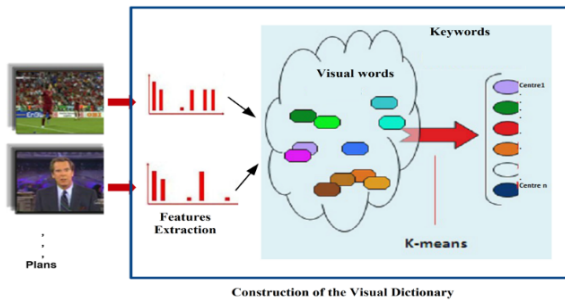 Keywords
Visual words
Centre1
Centre n
K-means
Features
Extraction
,
,
,
Plans
Construction of the Visual Dictionary